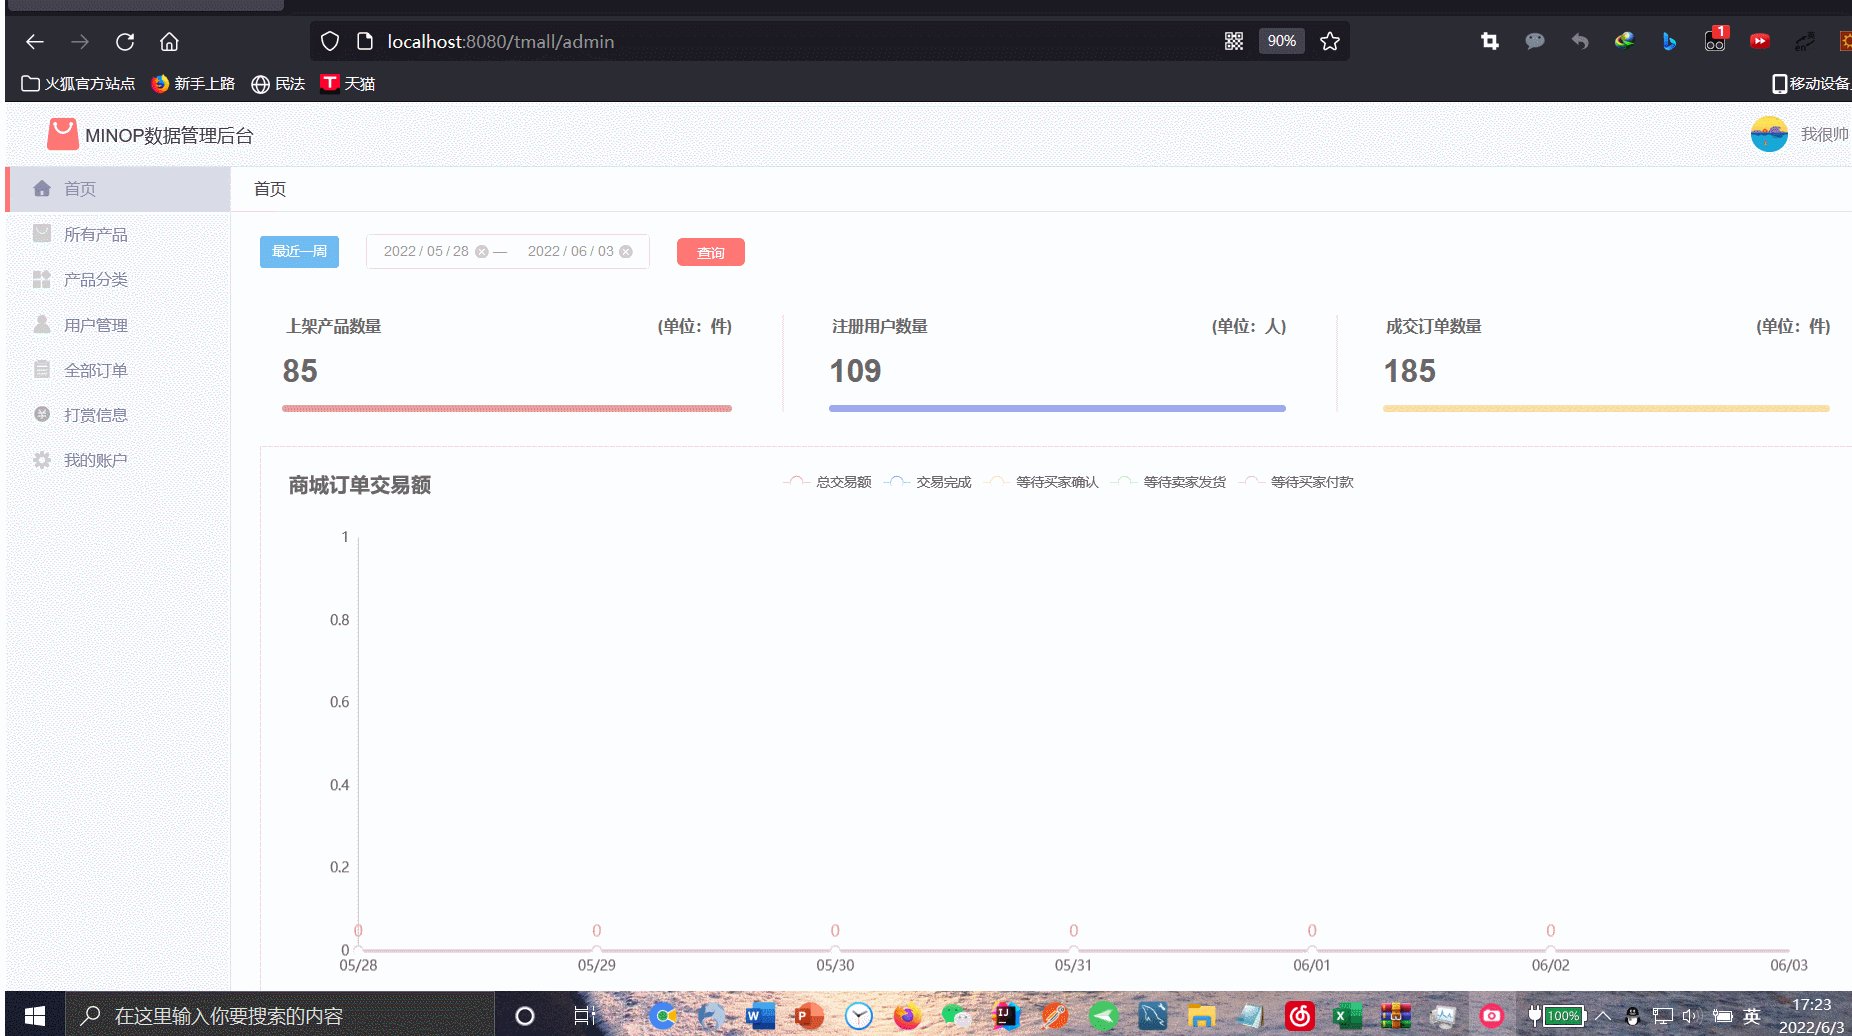 localhost:8080/tmall/admin
90%
1
火狐官方站点
新手上路
民法
天猫
移动设备
MINOP数据管理后台
我很帅
首页
所有产品
产品分类
用户管理
全部订单
打赏信息
我的账户
首页
最近一周
2022 / 05 / 28 — 2022 / 06 / 03
查询
上架产品数量 (单位：件)
85
注册用户数量 (单位：人)
109
成交订单数量 (单位：件)
185
商城订单交易额
总交易额 交易完成 等待买家确认 等待卖家发货 等待买家付款
1
0.8
0.6
0.4
0.2
0
0 0 0 0 0 0
05/28 05/29 05/30 05/31 06/01 06/02 06/03
在这里输入你要搜索的内容
100%
英
17:23
2022/6/3